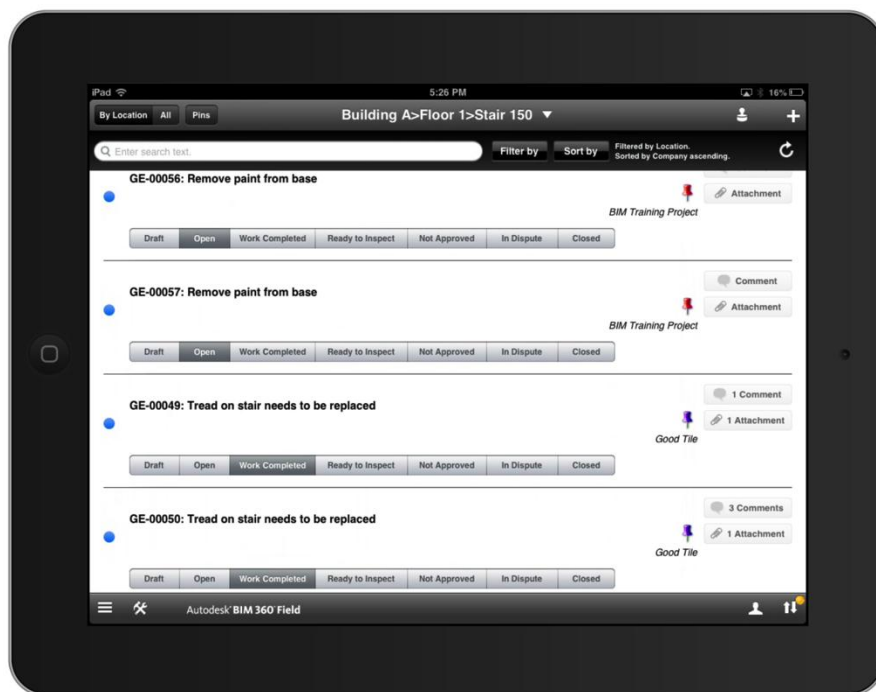 iPad 5:26 PM 16%
By Location All Pins Building A>Floor 1>Stair 150
Enter search text. Filter by Sort by Filtered by Location.
Sorted by Company ascending.
GE-00056: Remove paint from base
Attachment
BIM Training Project
Draft Open Work Completed Ready to Inspect Not Approved In Dispute Closed
Comment
GE-00057: Remove paint from base
Attachment
BIM Training Project
Draft Open Work Completed Ready to Inspect Not Approved In Dispute Closed
1 Comment
GE-00049: Tread on stair needs to be replaced
1 Attachment
Good Tile
Draft Open Work Completed Ready to Inspect Not Approved In Dispute Closed
3 Comments
GE-00050: Tread on stair needs to be replaced
1 Attachment
Good Tile
Draft Open Work Completed Ready to Inspect Not Approved In Dispute Closed
Autodesk® BIM 360® Field